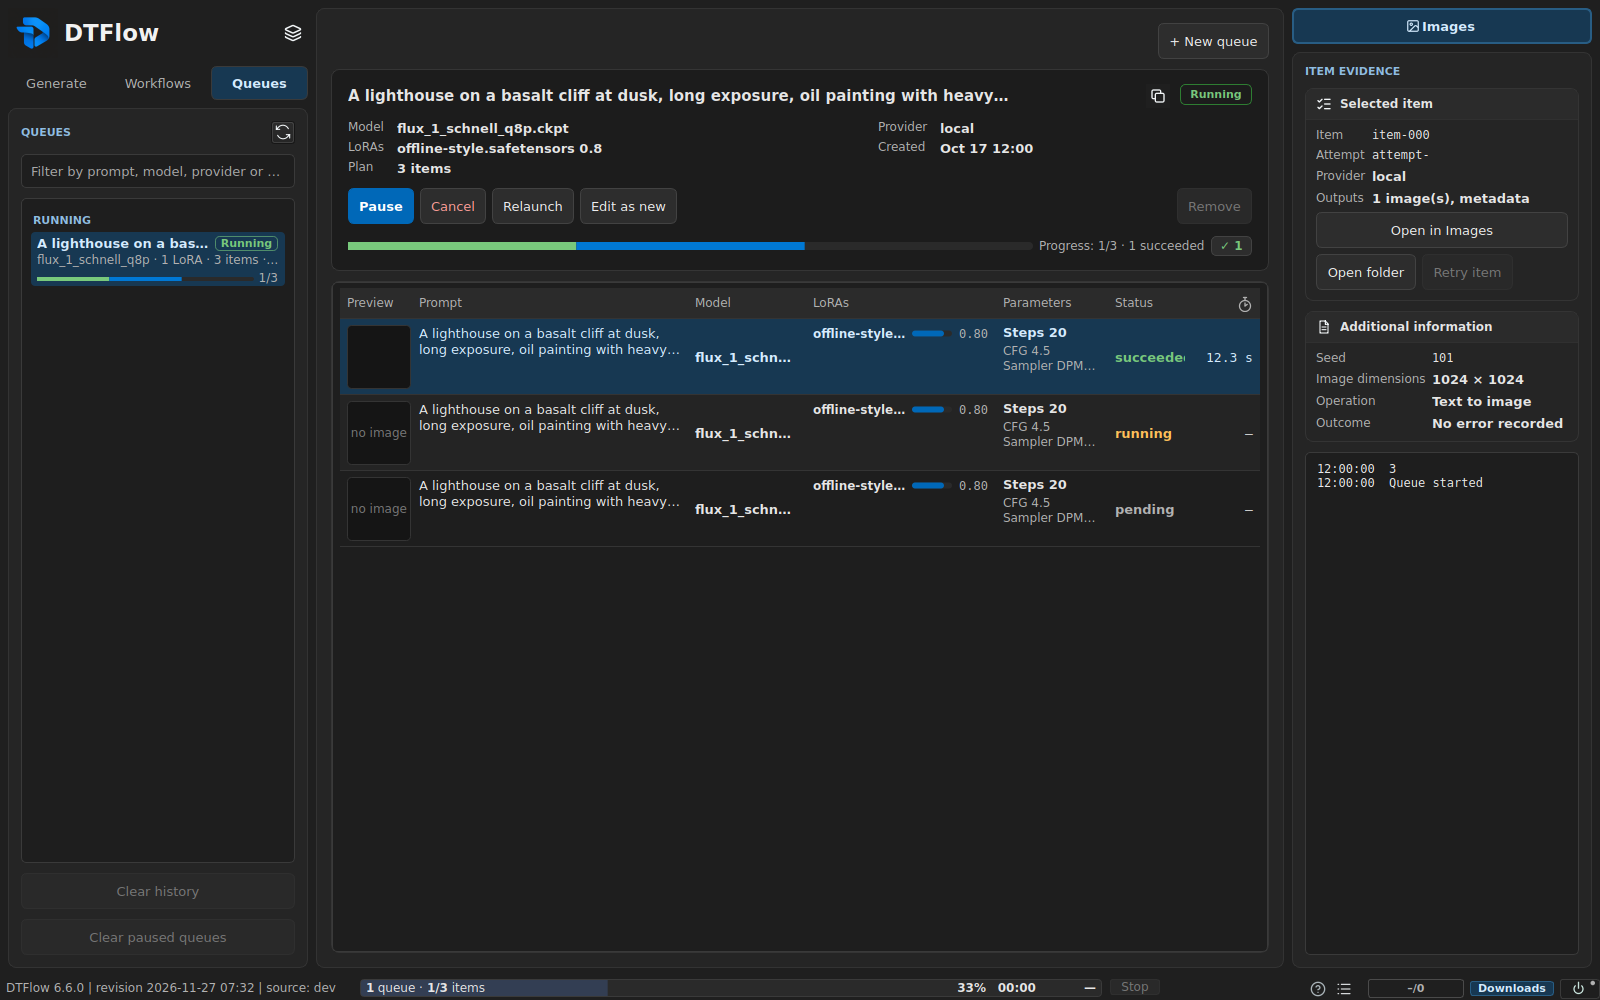 DTFlow
Generate
Workflows
Queues
QUEUES
Filter by prompt, model, provider or ...
RUNNING
A lighthouse on a bas...
Running
flux_1_schnell_q8p · 1 LoRA · 3 items ·...
1/3
Clear history
Clear paused queues
+ New queue
A lighthouse on a basalt cliff at dusk, long exposure, oil painting with heavy...
Running
Model flux_1_schnell_q8p.ckpt
Provider local
LoRAs offline-style.safetensors 0.8
Created Oct 17 12:00
Plan 3 items
Pause
Cancel
Relaunch
Edit as new
Remove
Progress: 1/3 · 1 succeeded
✓ 1
Preview Prompt Model LoRAs Parameters Status
A lighthouse on a basalt cliff at dusk,
long exposure, oil painting with heavy...
flux_1_schn...
offline-style... 0.80
Steps 20
CFG 4.5
Sampler DPM...
succeeded
12.3 s
no image
A lighthouse on a basalt cliff at dusk,
long exposure, oil painting with heavy...
flux_1_schn...
offline-style... 0.80
Steps 20
CFG 4.5
Sampler DPM...
running
—
no image
A lighthouse on a basalt cliff at dusk,
long exposure, oil painting with heavy...
flux_1_schn...
offline-style... 0.80
Steps 20
CFG 4.5
Sampler DPM...
pending
—
Images
ITEM EVIDENCE
Selected item
Item item-000
Attempt attempt-
Provider local
Outputs 1 image(s), metadata
Open in Images
Open folder
Retry item
Additional information
Seed 101
Image dimensions 1024 × 1024
Operation Text to image
Outcome No error recorded
12:00:00 3
12:00:00 Queue started
DTFlow 6.6.0 | revision 2026-11-27 07:32 | source: dev
1 queue · 1/3 items
33% 00:00 —
Stop
–/0
Downloads